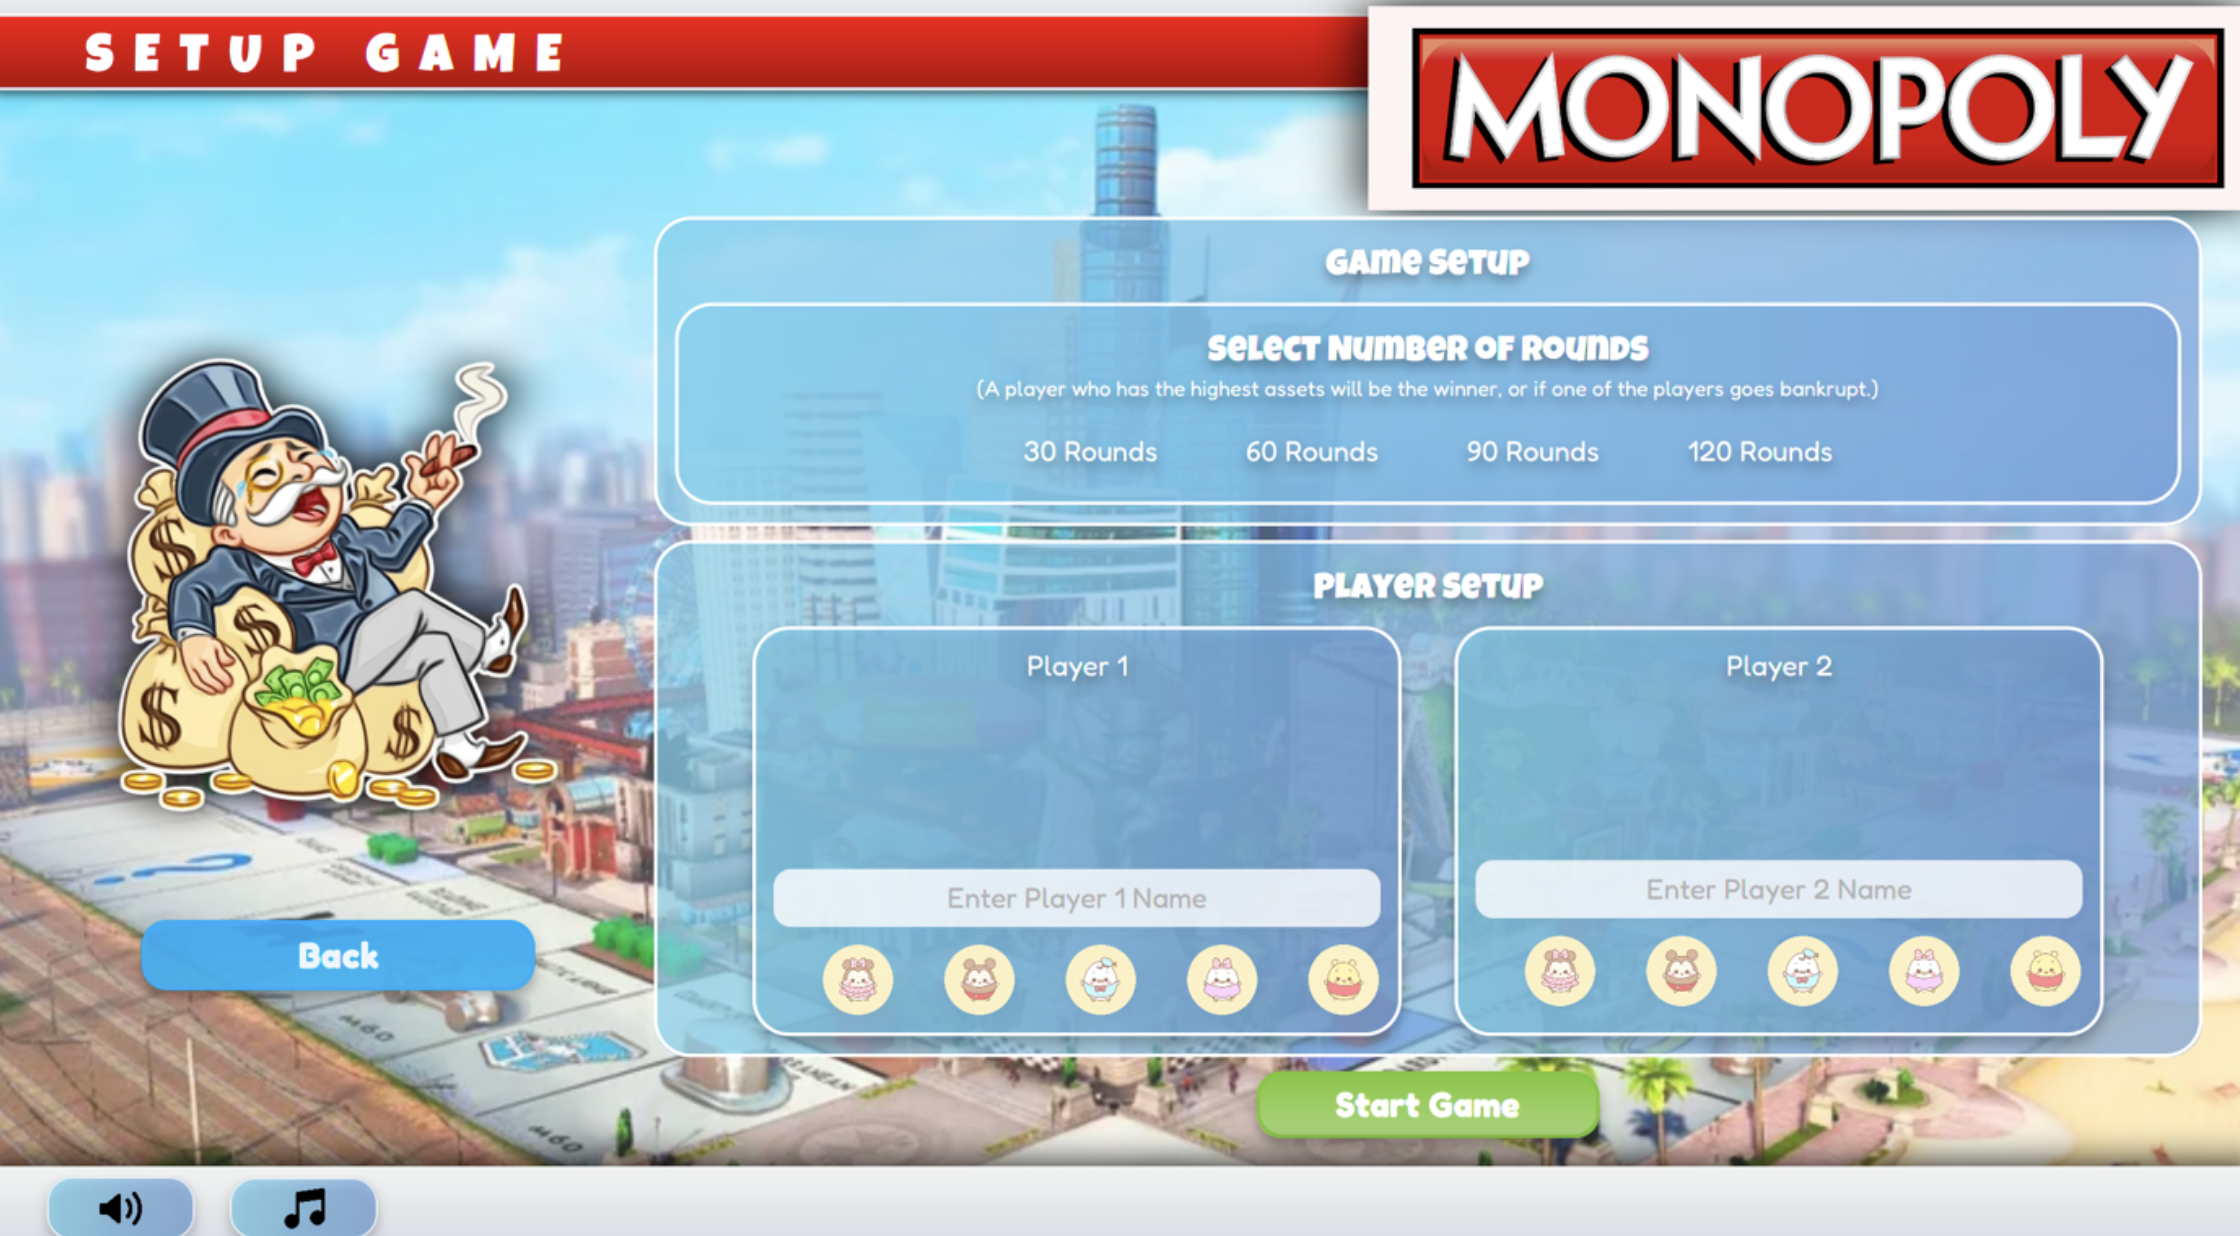 SETUP GAME
MONOPOLY
GAME SETUP
SELECT NUMBER OF ROUNDS
(A player who has the highest assets will be the winner, or if one of the players goes bankrupt.)
30 Rounds 60 Rounds 90 Rounds 120 Rounds
PLAYER SETUP
Player 1 Player 2
$
$
$
$
Enter Player 1 Name Enter Player 2 Name
Back
M60
M60
Start Game